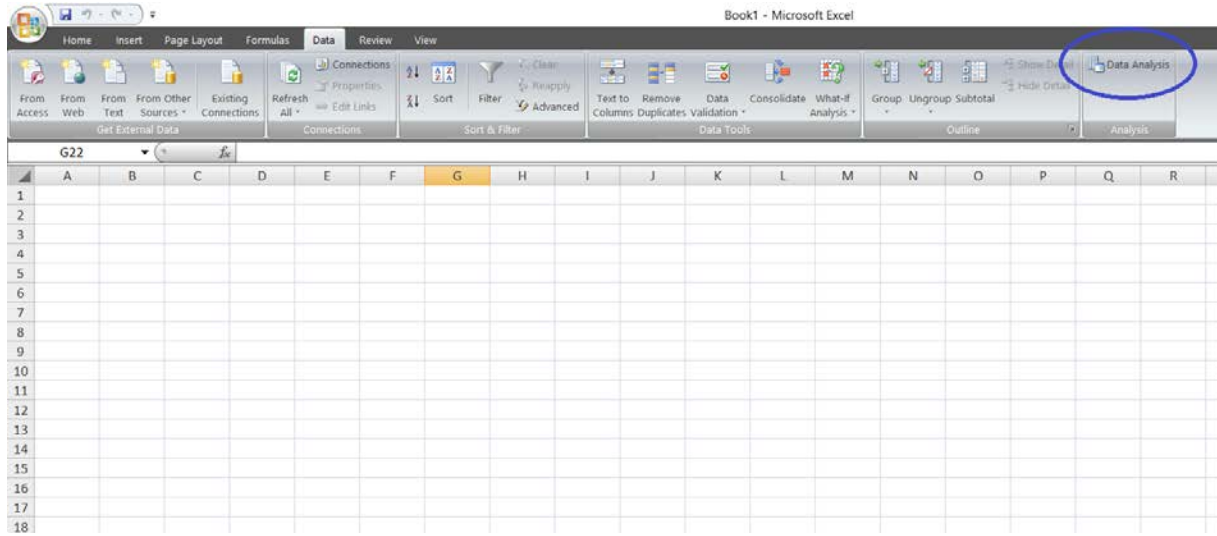 Book1 - Microsoft Excel
Home Insert Page Layout Formulas Data Review View
From Access
From Web
From Text
From Other Sources
Existing Connections
Get External Data
Refresh All
Connections
Properties
Edit Links
Connections
Sort
Filter
Clear
Reapply
Advanced
Sort & Filter
Text to Columns
Remove Duplicates
Data Validation
Consolidate
What-If Analysis
Data Tools
Group
Ungroup
Subtotal
Show Detail
Hide Detail
Outline
Data Analysis
Analysis
G22 fx
A B C D E F G H I J K L M N O P Q R
1
2
3
4
5
6
7
8
9
10
11
12
13
14
15
16
17
18